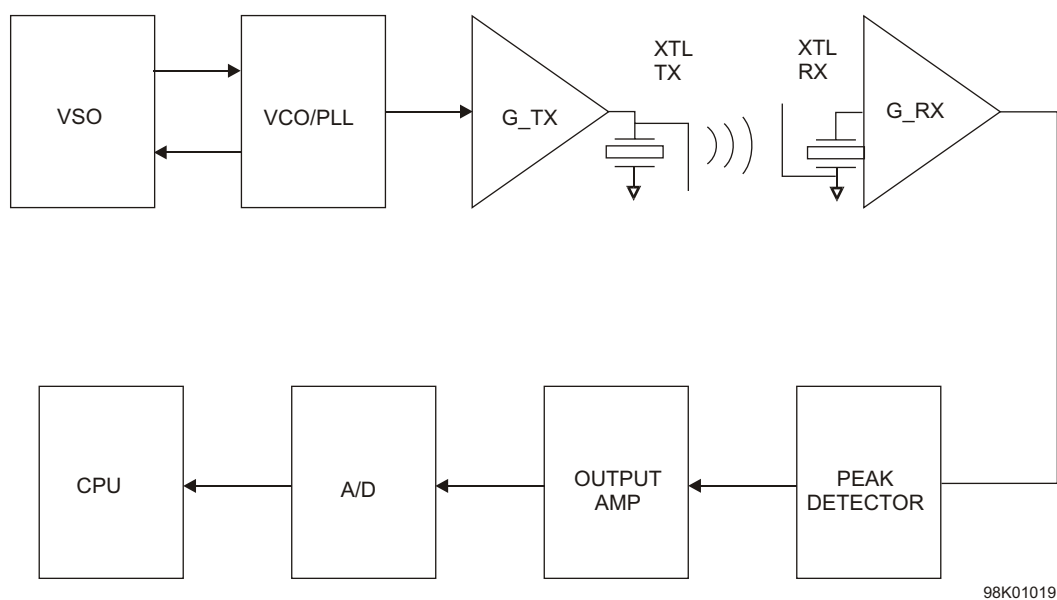 VSO
VCO/PLL
G_TX
XTL
TX
XTL
RX
G_RX
CPU
A/D
OUTPUT
AMP
PEAK
DETECTOR
98K01019